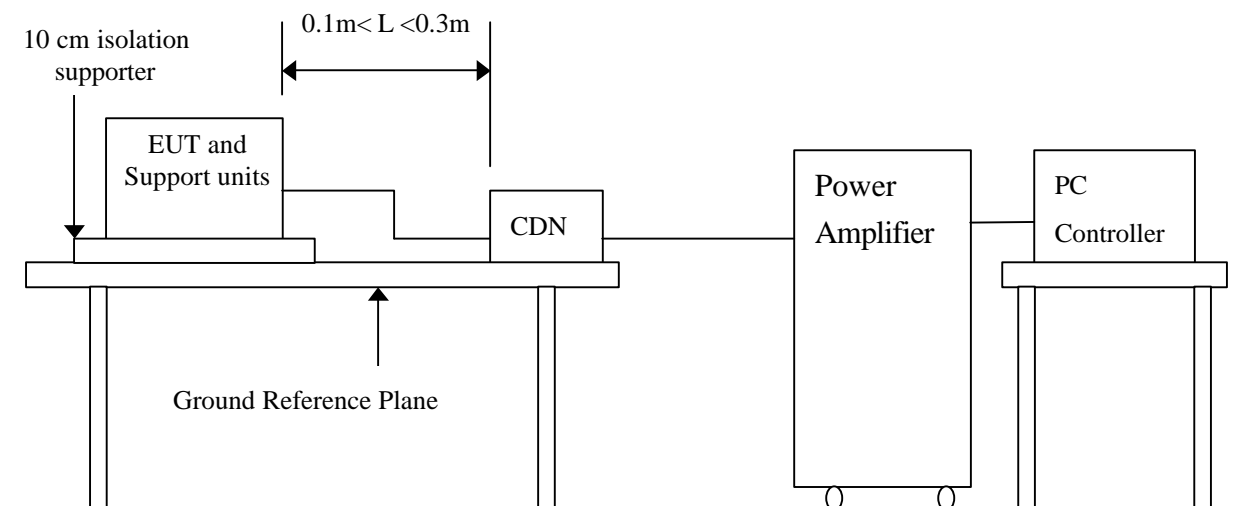 0.1m< L <0.3m
10 cm isolation
supporter
EUT and
Support units
CDN
Power
Amplifier
PC
Controller
Ground Reference Plane